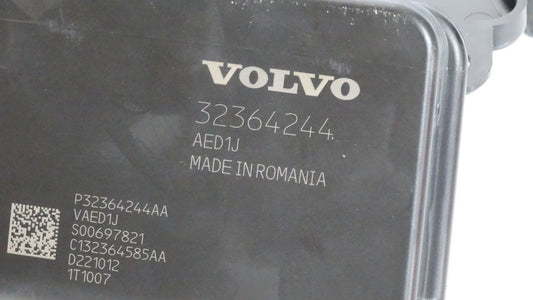 VOLVO
32364244
AED1J
MADE IN ROMANIA
P32364244AA
VAED1J
S00697821
C132364585AA
D221012
1T1007